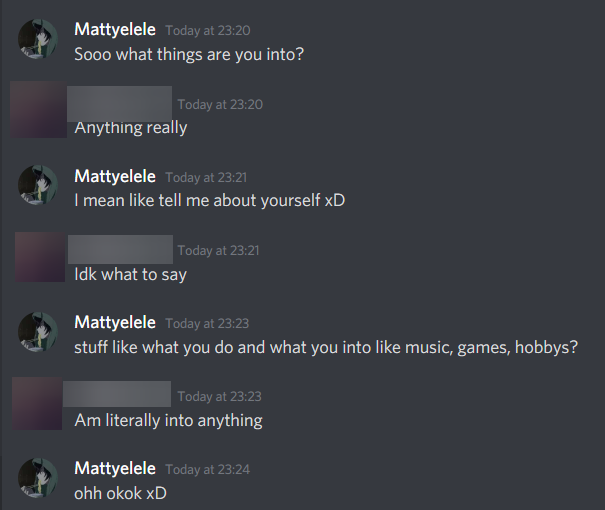 Mattyelele Today at 23:20
Sooo what things are you into?
Today at 23:20
Anything really
Mattyelele Today at 23:21
I mean like tell me about yourself xD
Today at 23:21
Idk what to say
Mattyelele Today at 23:23
stuff like what you do and what you into like music, games, hobbys?
Today at 23:23
Am literally into anything
Mattyelele Today at 23:24
ohh okok xD